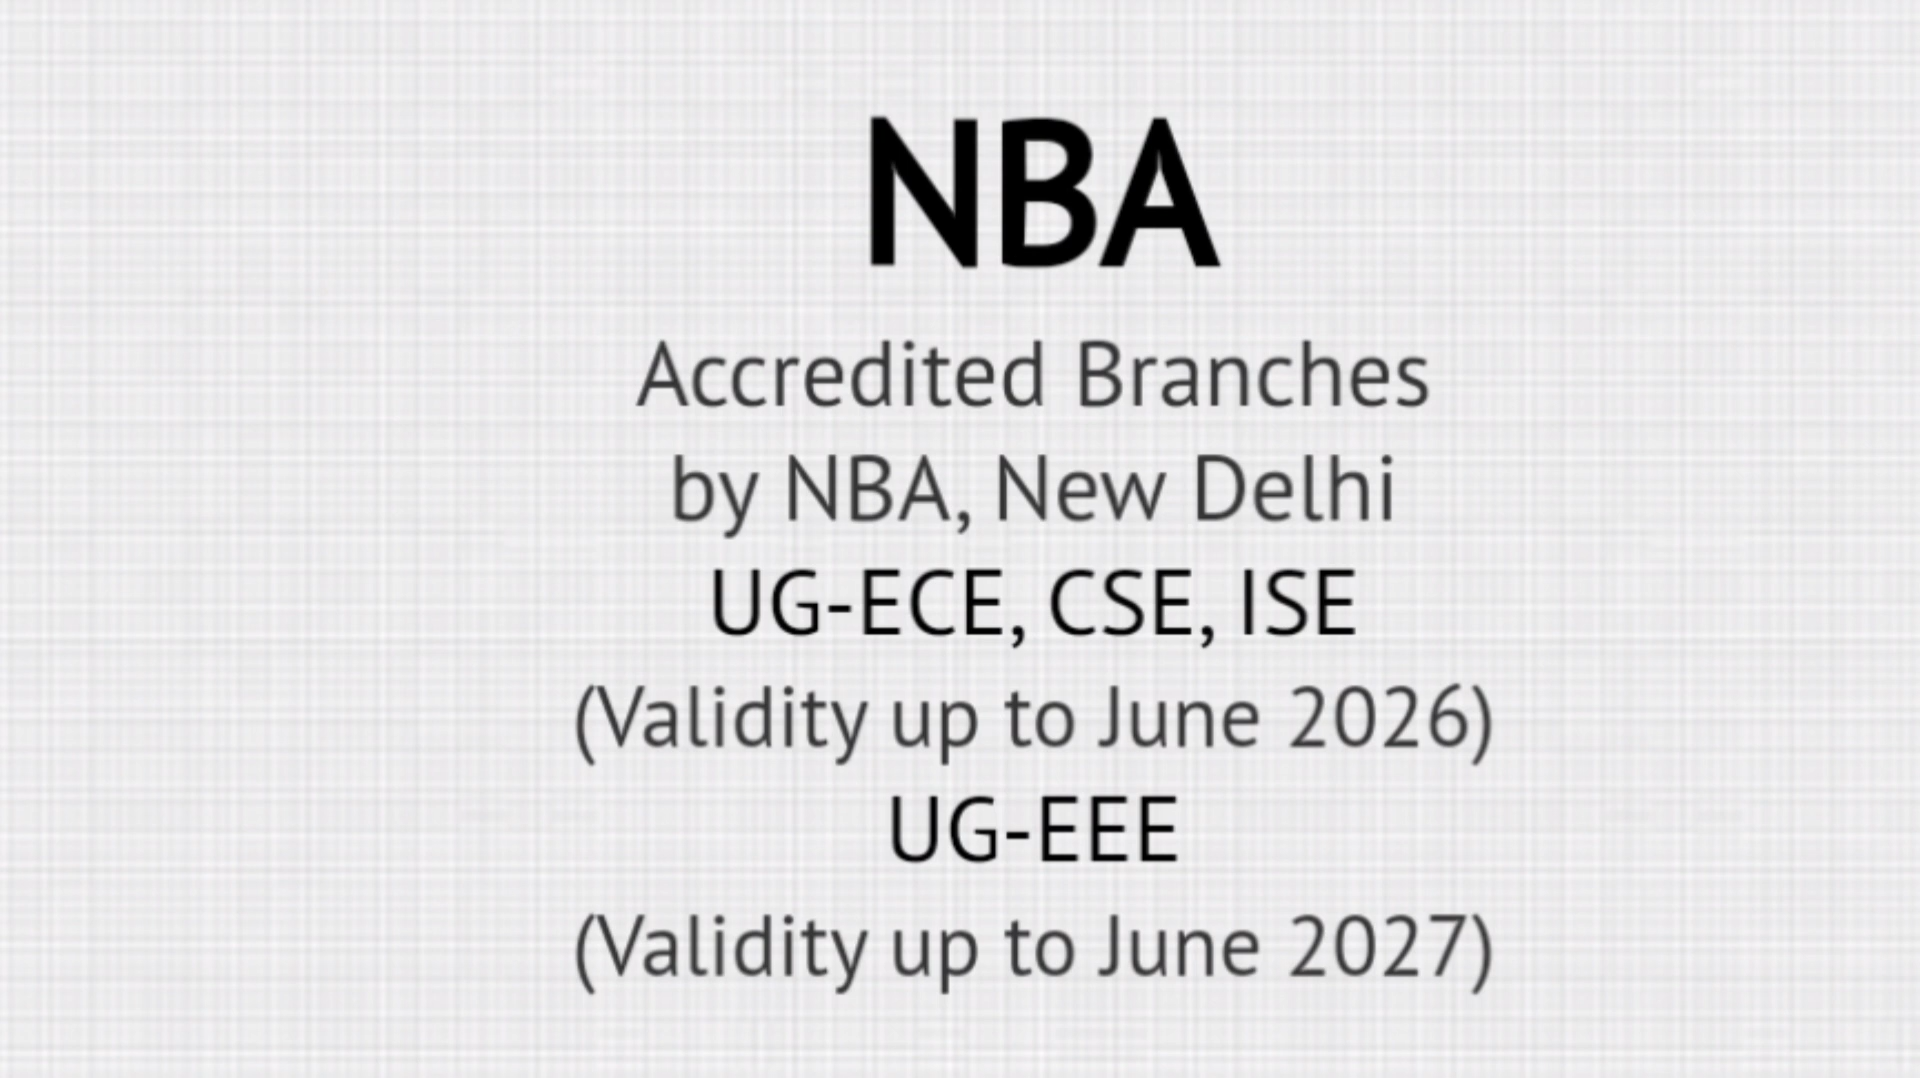 NBA
Accredited Branches
by NBA, New Delhi
UG-ECE, CSE, ISE
(Validity up to June 2026)
UG-EEE
(Validity up to June 2027)